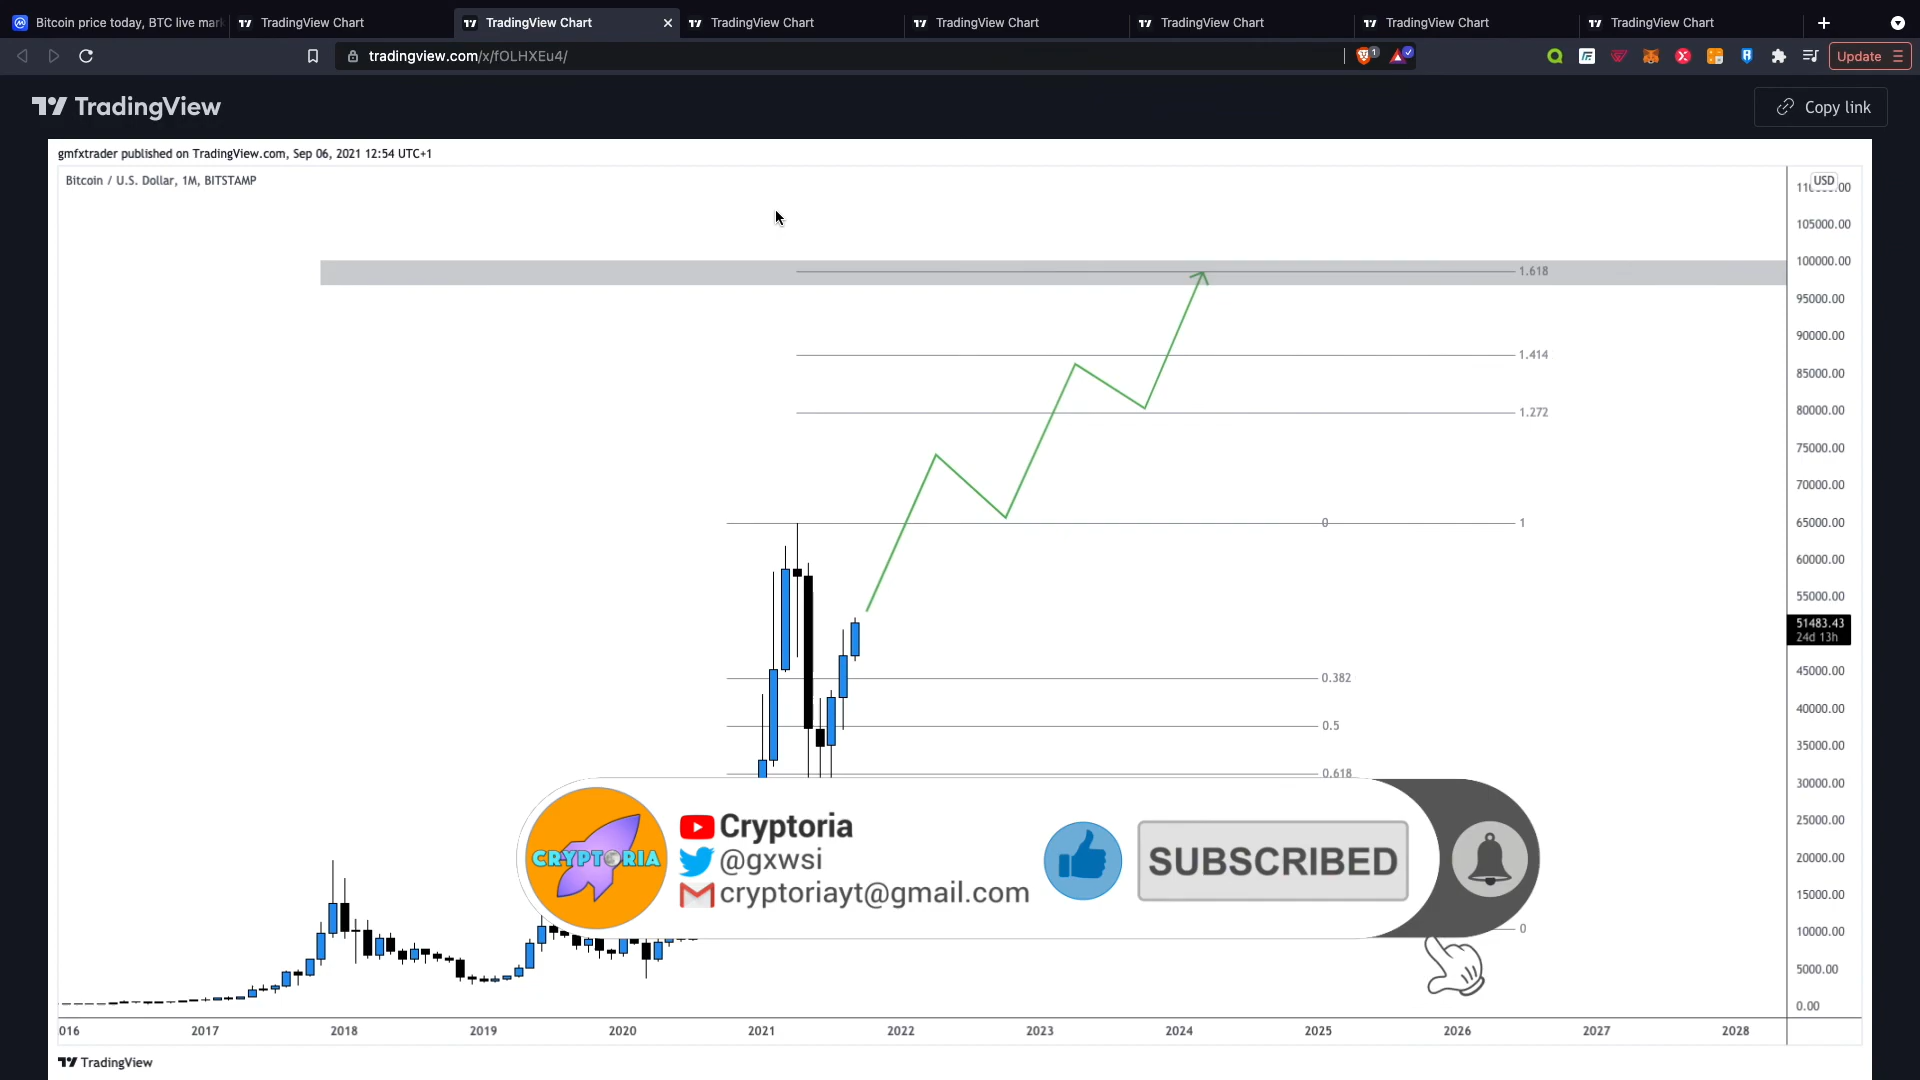 Bitcoin price today, BTC live mar
TradingView Chart
TradingView Chart
TradingView Chart
TradingView Chart
TradingView Chart
TradingView Chart
TradingView Chart
tradingview.com/x/fOLHXEu4/
1
Update
TradingView
Copy link
gmfxtrader published on TradingView.com, Sep 06, 2021 12:54 UTC+1
Bitcoin / U.S. Dollar, 1M, BITSTAMP
USD
105000.00
100000.00
1.618
95000.00
90000.00
1.414
85000.00
80000.00
1.272
75000.00
70000.00
65000.00
0
1
60000.00
55000.00
51483.43
24d 13h
45000.00
0.382
40000.00
0.5
35000.00
0.618
30000.00
25000.00
20000.00
15000.00
10000.00
0
5000.00
0.00
CRYPTORIA
Cryptoria
@gxwsi
cryptoriayt@gmail.com
SUBSCRIBED
016 2017 2018 2019 2020 2021 2022 2023 2024 2025 2026 2027 2028
TradingView